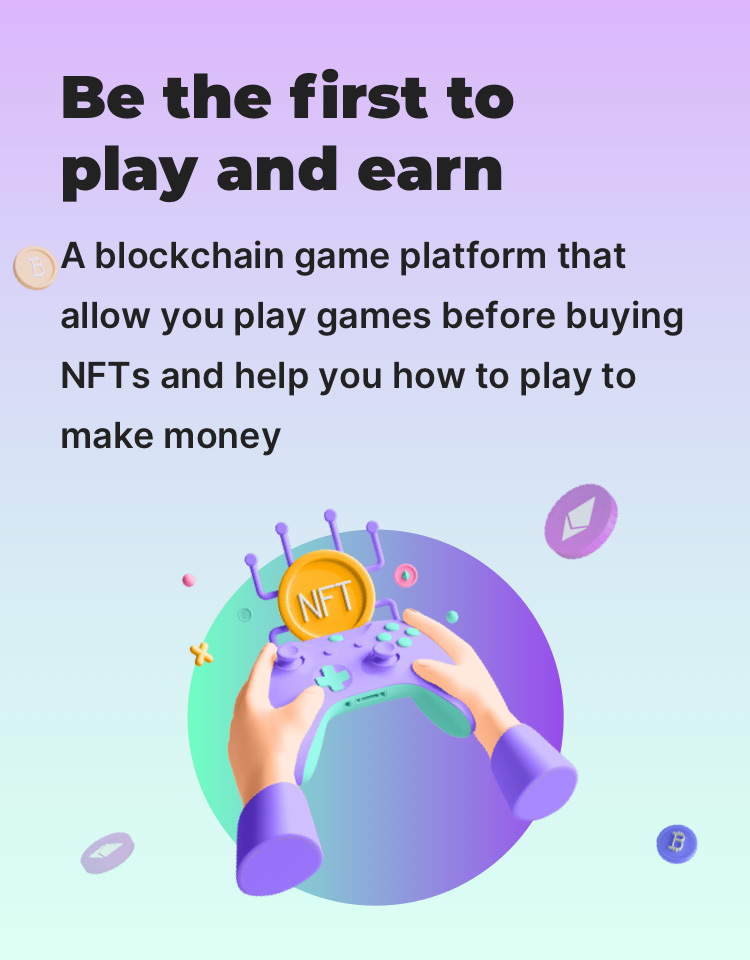 Be the first to
play and earn
A blockchain game platform that
allow you play games before buying
NFTs and help you how to play to
make money
NFT